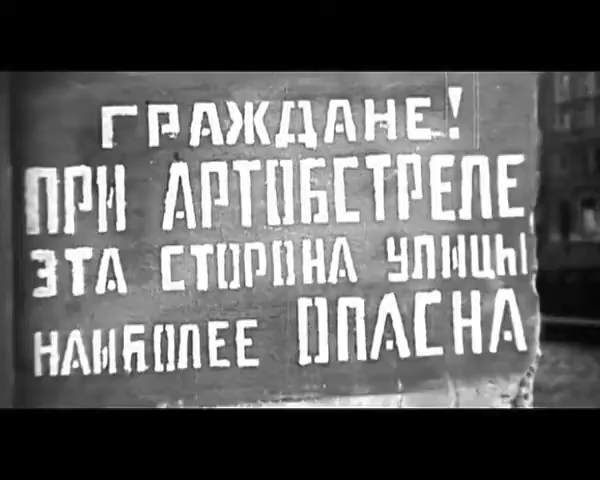 ГРАЖДАНЕ!
ПРИ АРТОБСТРЕЛЕ
ЭТА СТОРОНА УЛИЦЫ
НАИБОЛЕЕ ОПАСНА